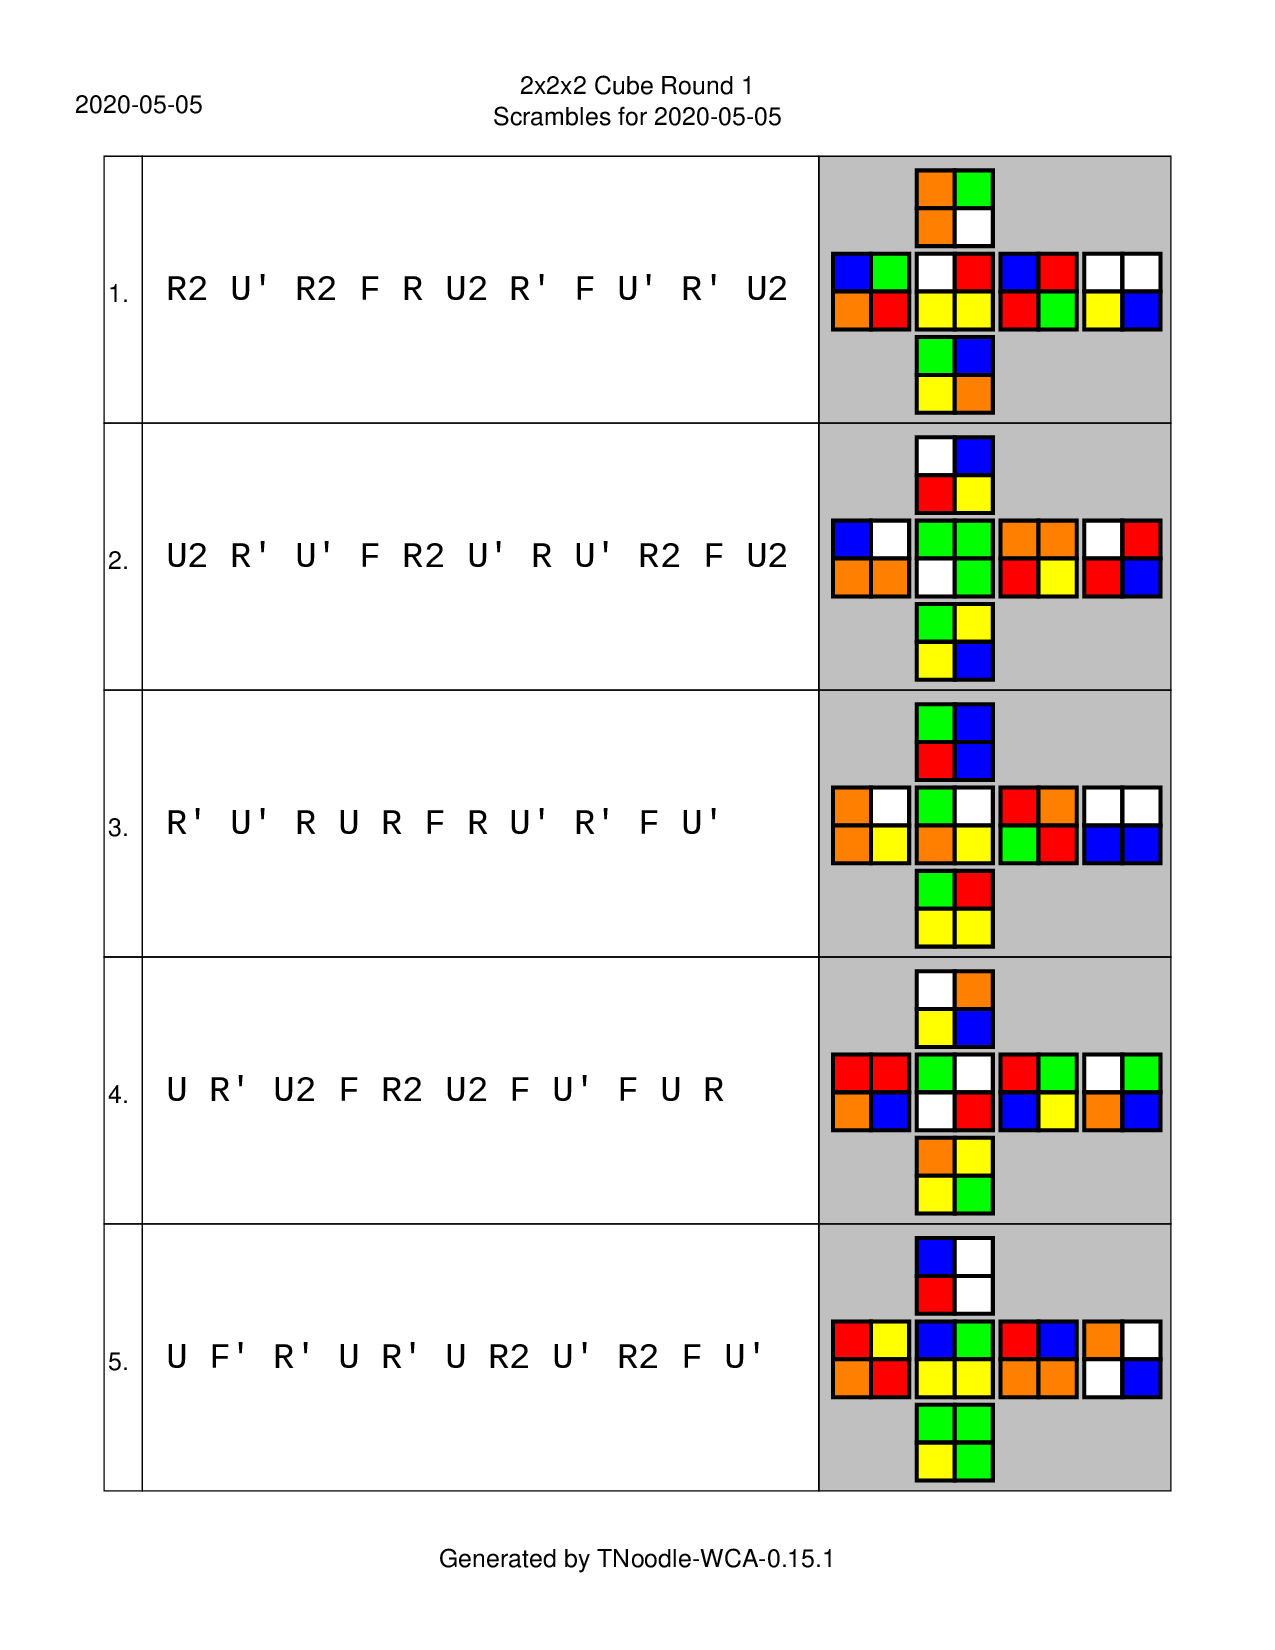 2020-05-05
2x2x2 Cube Round 1
Scrambles for 2020-05-05
1. R2 U' R2 F R U2 R' F U' R' U2
2. U2 R' U' F R2 U' R U' R2 F U2
3. R' U' R U R F R U' R' F U'
4. U R' U2 F R2 U2 F U' F U R
5. U F' R' U R' U R2 U' R2 F U'
Generated by TNoodle-WCA-0.15.1